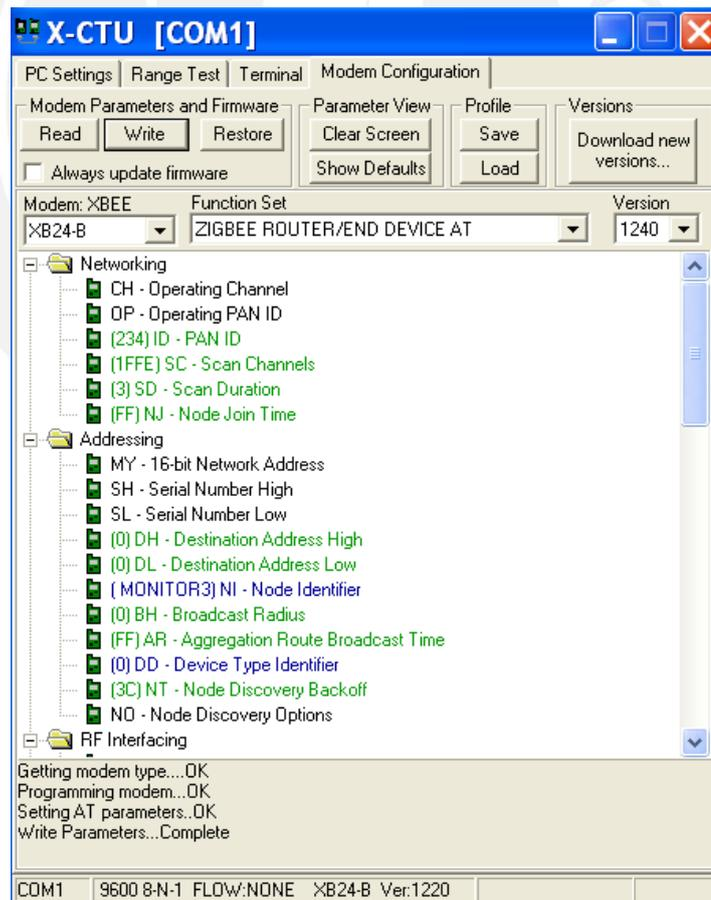 X-CTU [COM1]
PC Settings Range Test Terminal Modem Configuration
Modem Parameters and Firmware Parameter View Profile Versions
Read Write Restore Clear Screen Save Download new versions...
Always update firmware Show Defaults Load
Modem: XBEE Function Set Version
XB24-B ZIGBEE ROUTER/END DEVICE AT 1240
Networking
CH - Operating Channel
OP - Operating PAN ID
(234) ID - PAN ID
(1FFE) SC - Scan Channels
(3) SD - Scan Duration
(FF) NJ - Node Join Time
Addressing
MY - 16-bit Network Address
SH - Serial Number High
SL - Serial Number Low
(0) DH - Destination Address High
(0) DL - Destination Address Low
( MONITOR3) NI - Node Identifier
(0) BH - Broadcast Radius
(FF) AR - Aggregation Route Broadcast Time
(0) DD - Device Type Identifier
(3C) NT - Node Discovery Backoff
NO - Node Discovery Options
RF Interfacing
Getting modem type....OK
Programming modem...OK
Setting AT parameters..OK
Write Parameters...Complete
COM1 9600 8-N-1 FLOW:NONE XB24-B Ver:1220